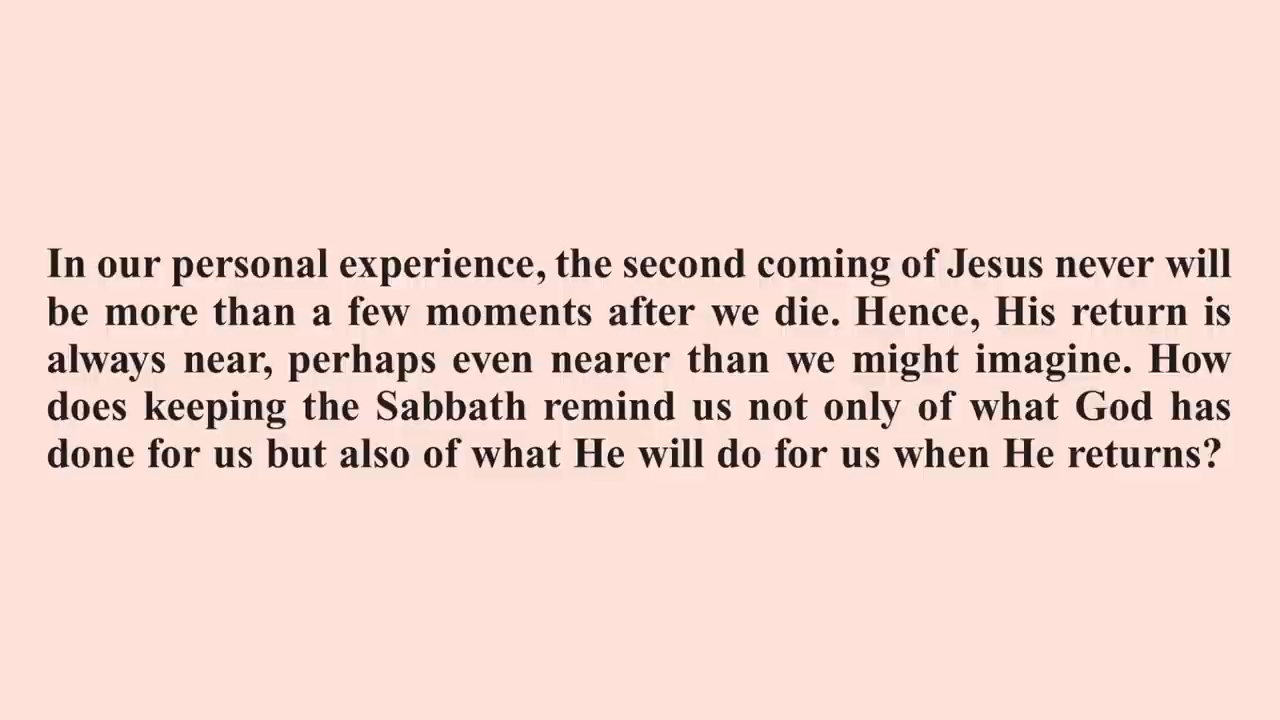 In our personal experience, the second coming of Jesus never will
be more than a few moments after we die. Hence, His return is
always near, perhaps even nearer than we might imagine. How
does keeping the Sabbath remind us not only of what God has
done for us but also of what He will do for us when He returns?